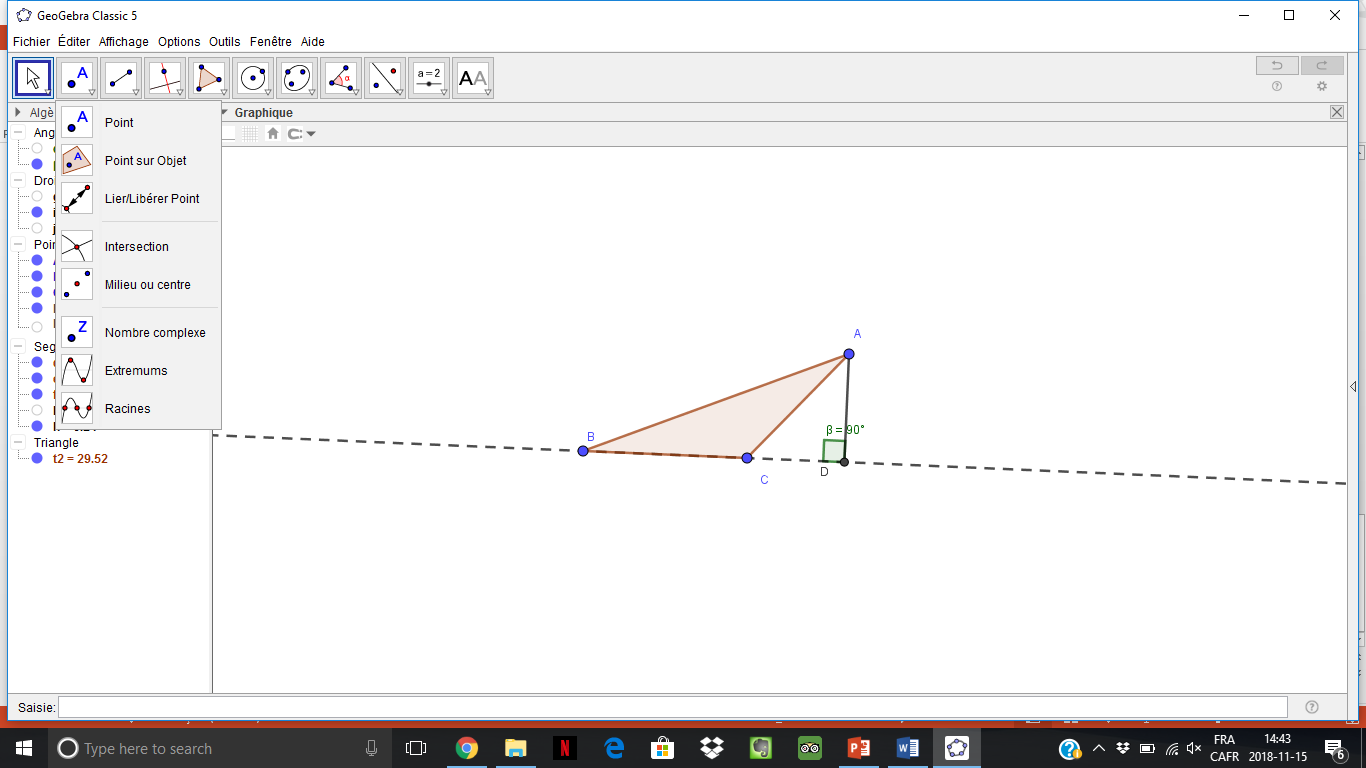 GeoGebra Classic 5
Fichier Éditer Affichage Options Outils Fenêtre Aide
A α a = 2 AA
Algè
Graphique
Ang
Dro
Poin
Seg
A Point
A Point sur Objet
Lier/Libérer Point
Intersection
Milieu ou centre
Z Nombre complexe
Extremums
Racines
Triangle
t2 = 29.52
A
B
β = 90°
D
C
Saisie:
Type here to search
FRA
CAFR
14:43
2018-11-15
6